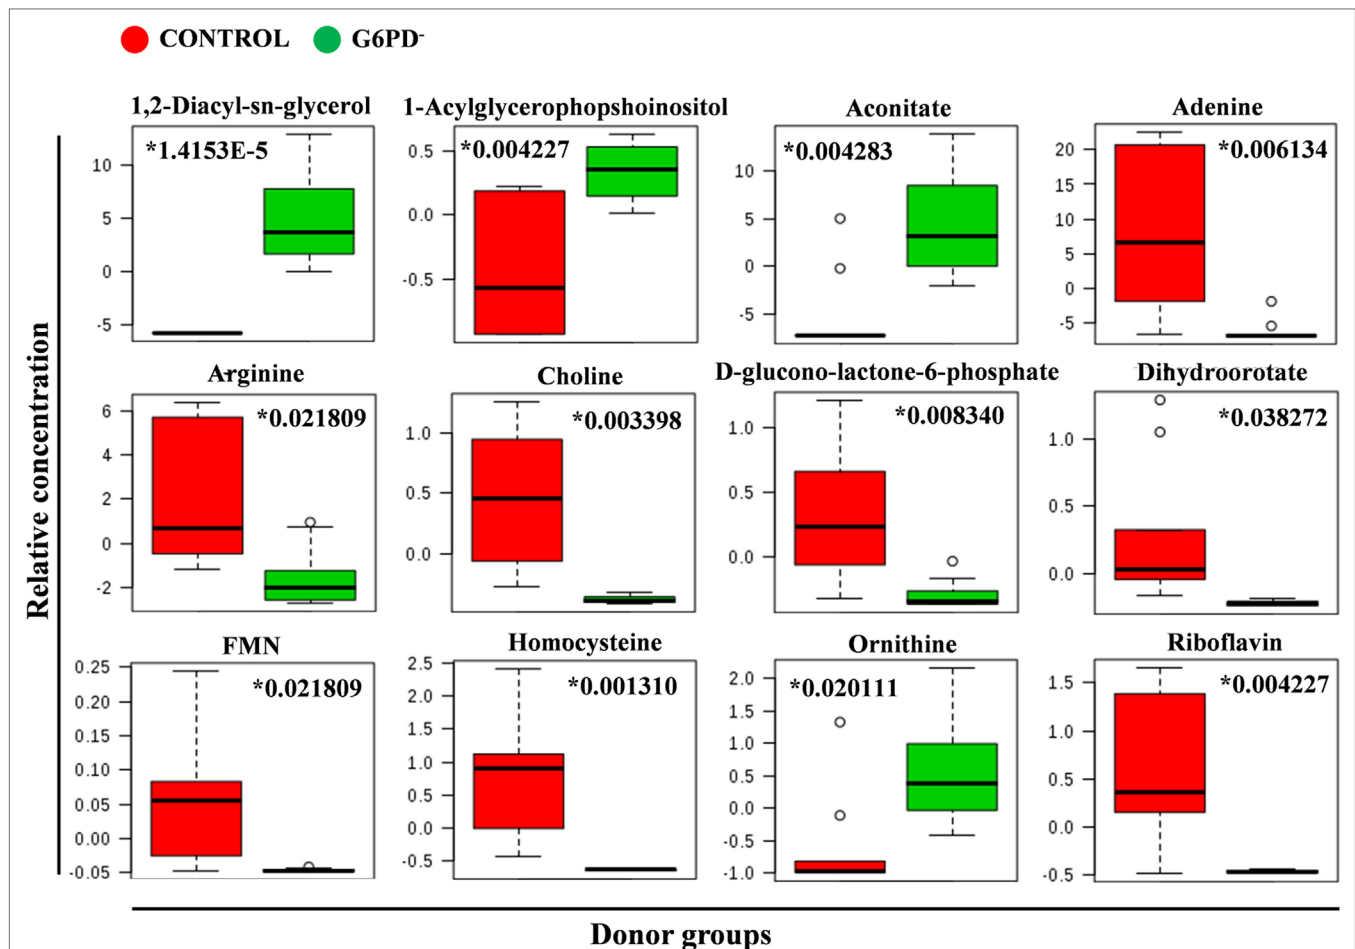 CONTROL G6PD⁻
1,2-Diacyl-sn-glycerol 1-Acylglycerophopshoinositol Aconitate Adenine
*1.4153E-5 *0.004227 *0.004283 *0.006134
10 5 0 -5
0.5 0.0 -0.5
10 5 0 -5
20 15 10 5 0 -5
Arginine Choline D-glucono-lactone-6-phosphate Dihydroorotate
*0.021809 *0.003398 *0.008340 *0.038272
6 4 2 0 -2
1.0 0.5 0.0
1.0 0.5 0.0
1.0 0.5 0.0
FMN Homocysteine Ornithine Riboflavin
*0.021809 *0.001310 *0.020111 *0.004227
0.25 0.20 0.15 0.10 0.05 0.00 -0.05
2.5 2.0 1.5 1.0 0.5 0.0 -0.5
2.0 1.5 1.0 0.5 0.0 -0.5 -1.0
1.5 1.0 0.5 0.0 -0.5
Relative concentration
Donor groups